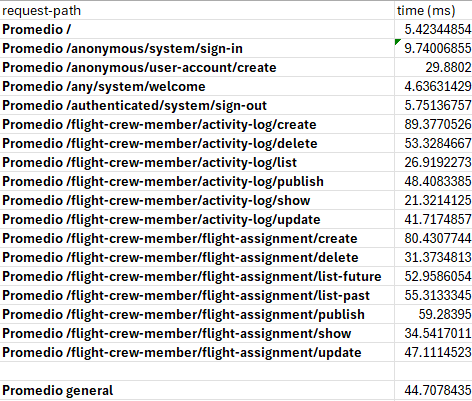 request-path time (ms)
Promedio / 5.42344854
Promedio /anonymous/system/sign-in 9.74006855
Promedio /anonymous/user-account/create 29.8802
Promedio /any/system/welcome 4.63631429
Promedio /authenticated/system/sign-out 5.75136757
Promedio /flight-crew-member/activity-log/create 89.3770526
Promedio /flight-crew-member/activity-log/delete 53.3284667
Promedio /flight-crew-member/activity-log/list 26.9192273
Promedio /flight-crew-member/activity-log/publish 48.4083385
Promedio /flight-crew-member/activity-log/show 21.3214125
Promedio /flight-crew-member/activity-log/update 41.7174857
Promedio /flight-crew-member/flight-assignment/create 80.4307744
Promedio /flight-crew-member/flight-assignment/delete 31.3734813
Promedio /flight-crew-member/flight-assignment/list-future 52.9586054
Promedio /flight-crew-member/flight-assignment/list-past 55.3133345
Promedio /flight-crew-member/flight-assignment/publish 59.28395
Promedio /flight-crew-member/flight-assignment/show 34.5417011
Promedio /flight-crew-member/flight-assignment/update 47.1114523
Promedio general 44.7078435